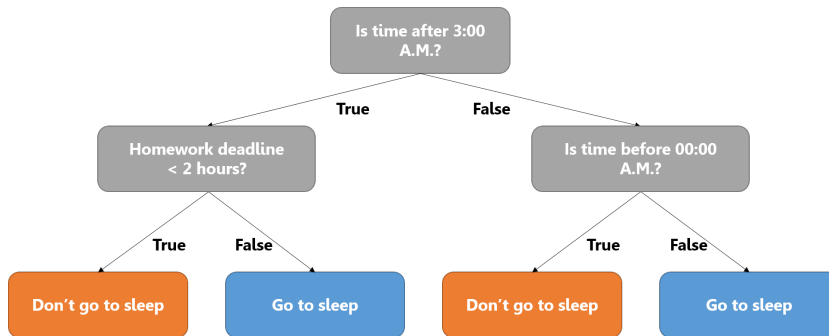 Is time after 3:00
A.M.?
True
False
Homework deadline
< 2 hours?
Is time before 00:00
A.M.?
True
False
True
False
Don’t go to sleep
Go to sleep
Don’t go to sleep
Go to sleep